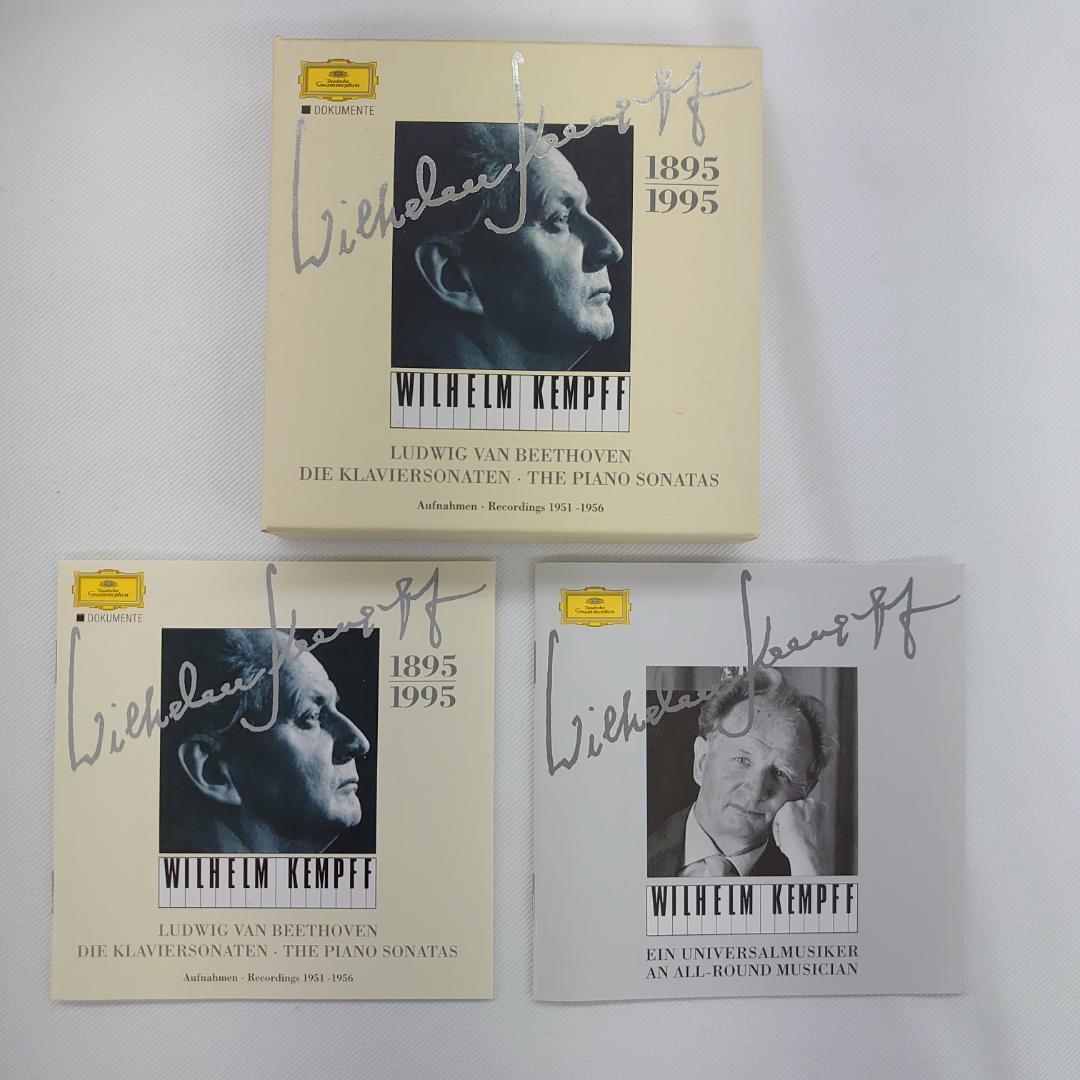 Deutsche
Grammophon
DOKUMENTE
Wilhelm Kempff
1895
1995
WILHELM KEMPFF
LUDWIG VAN BEETHOVEN
DIE KLAVIERSONATEN · THE PIANO SONATAS
Aufnahmen · Recordings 1951 -1956
Deutsche
Grammophon
DOKUMENTE
Wilhelm Kempff
1895
1995
WILHELM KEMPFF
LUDWIG VAN BEETHOVEN
DIE KLAVIERSONATEN · THE PIANO SONATAS
Aufnahmen · Recordings 1951 -1956
Deutsche
Grammophon
Wilhelm Kempff
WILHELM KEMPFF
EIN UNIVERSALMUSIKER
AN ALL-ROUND MUSICIAN